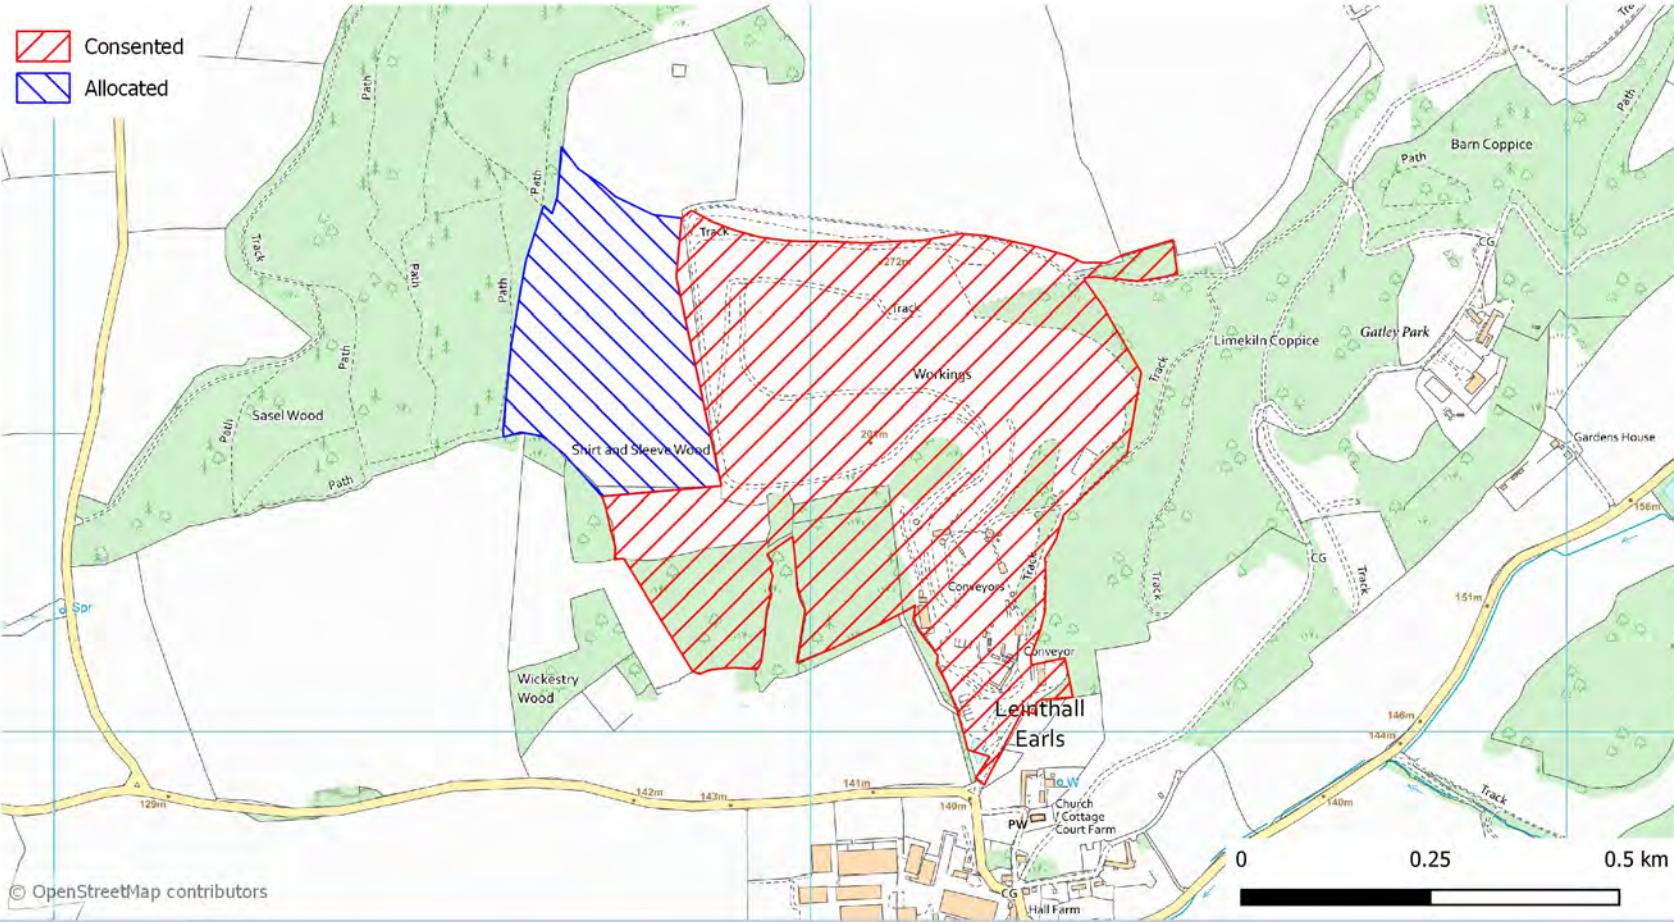 Consented
Allocated
Tra
Path
Path
Barn Coppice
Path
Path
Track
Track
CG
272m
Path
Path
Track
Limekiln Coppice
Gatley Park
Path
Track
Workings
Sasel Wood
Path
201m
Gardens House
Shirt and Sleeve Wood
Path
156m
CG
Track
Track
Track
Conveyors
151m
Spr
Conveyor
Wickestry
Wood
Leinthall
Earls
146m
144m
W
141m
142m
143m
129m
140m
140m
Track
Church
Cottage
Court Farm
PW
0 0.25 0.5 km
CG
Hall Farm
© OpenStreetMap contributors